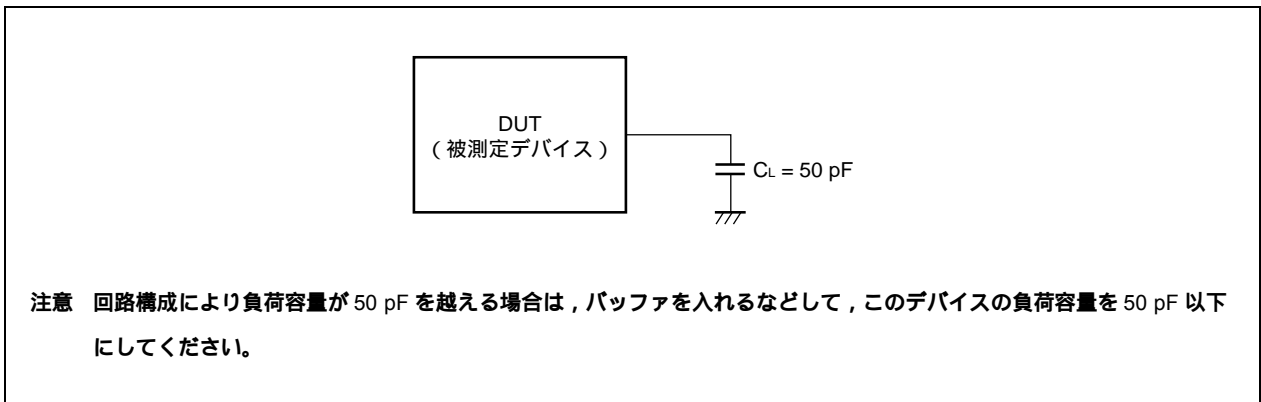 DUT
（被測定デバイス）
CL = 50 pF
注意　回路構成により負荷容量が 50 pF を越える場合は，バッファを入れるなどして，このデバイスの負荷容量を 50 pF 以下
にしてください。